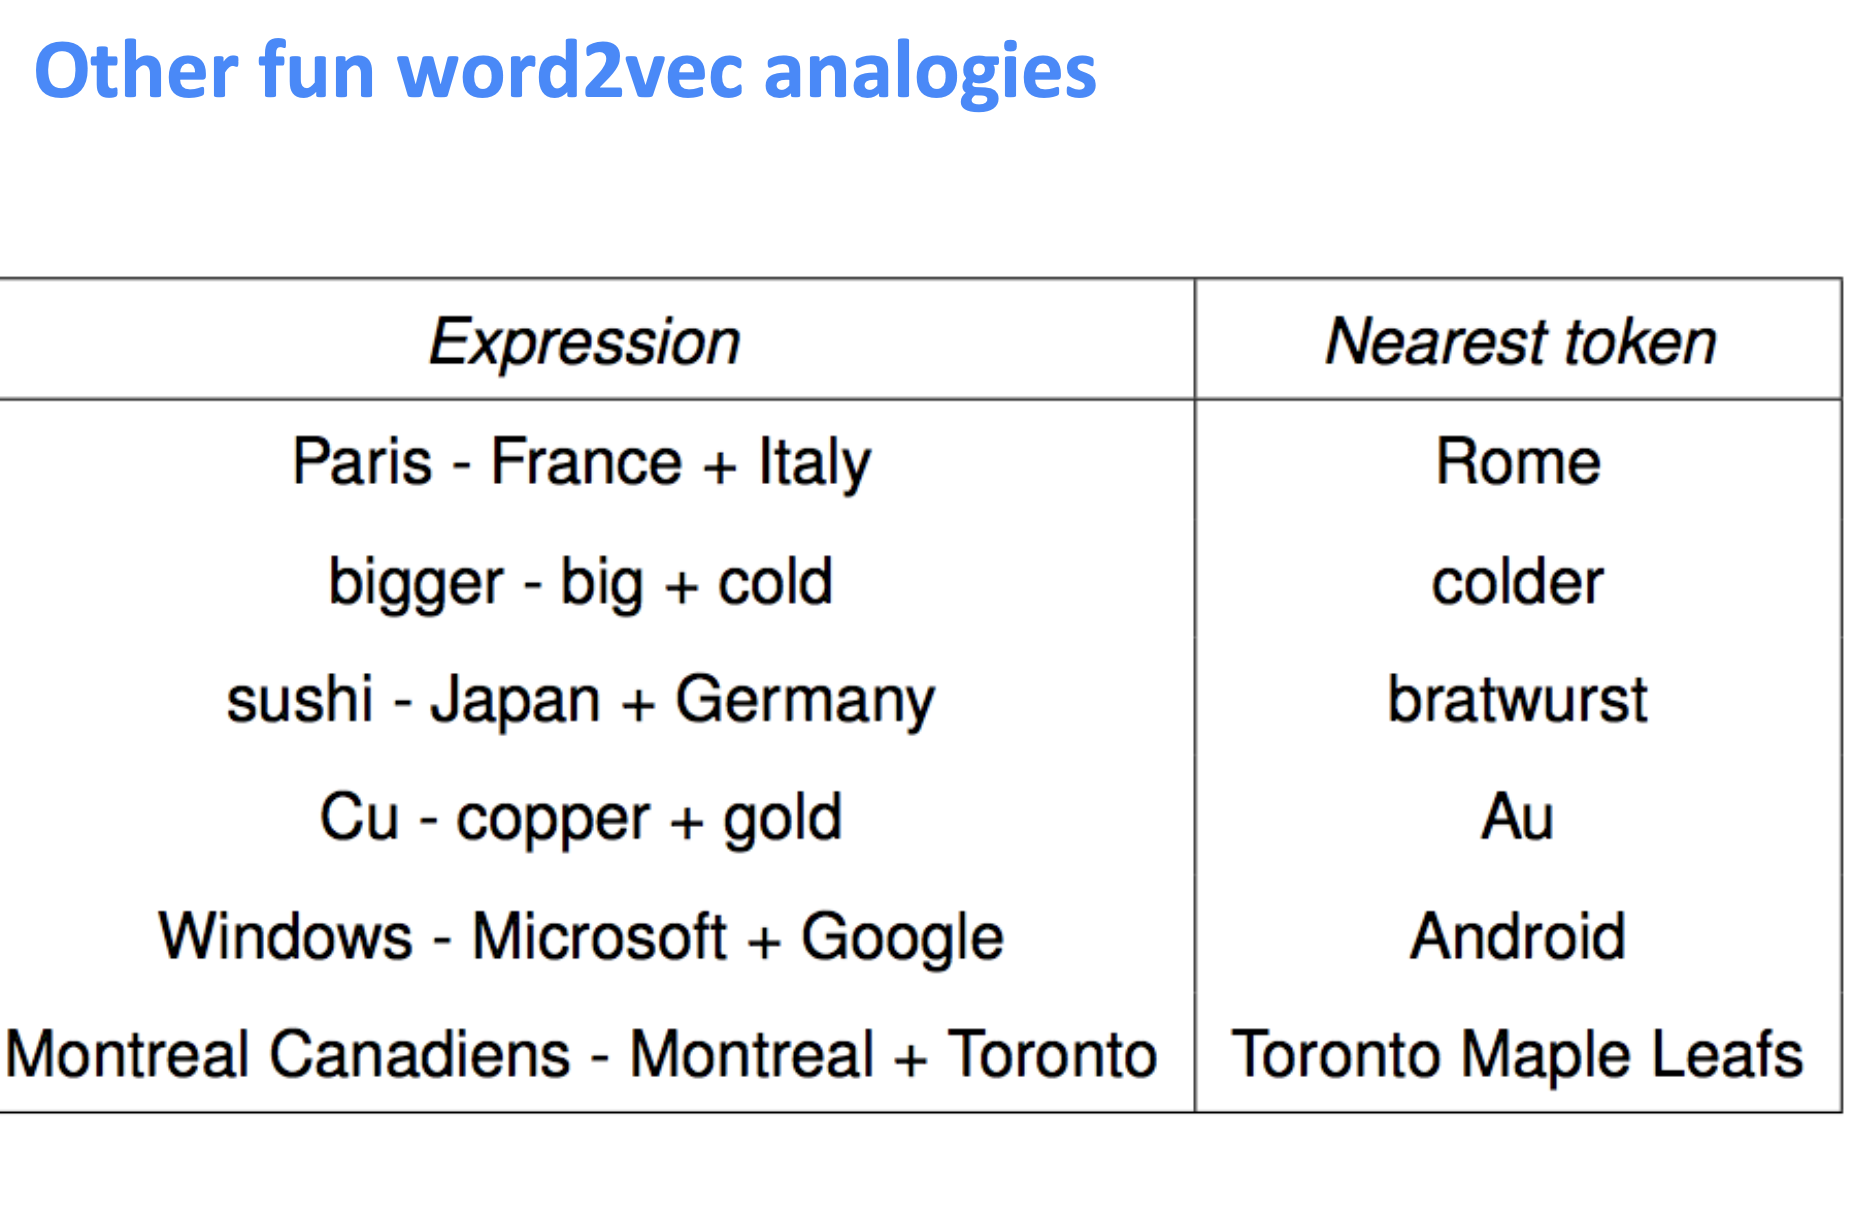 Other fun word2vec analogies
Expression Nearest token
Paris - France + Italy Rome
bigger - big + cold colder
sushi - Japan + Germany bratwurst
Cu - copper + gold Au
Windows - Microsoft + Google Android
Montreal Canadiens - Montreal + Toronto Toronto Maple Leafs